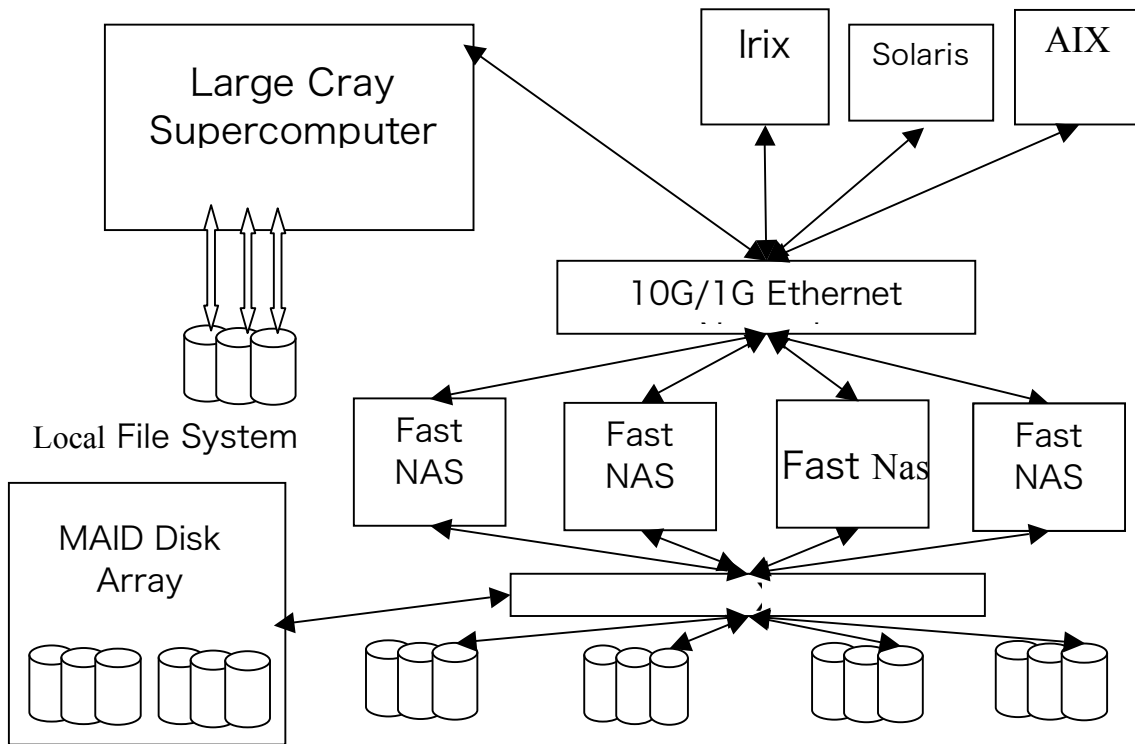 Large Cray
Supercomputer
Irix
Solaris
AIX
10G/1G Ethernet
Local File System
Fast
NAS
Fast
NAS
Fast Nas
Fast
NAS
MAID Disk
Array